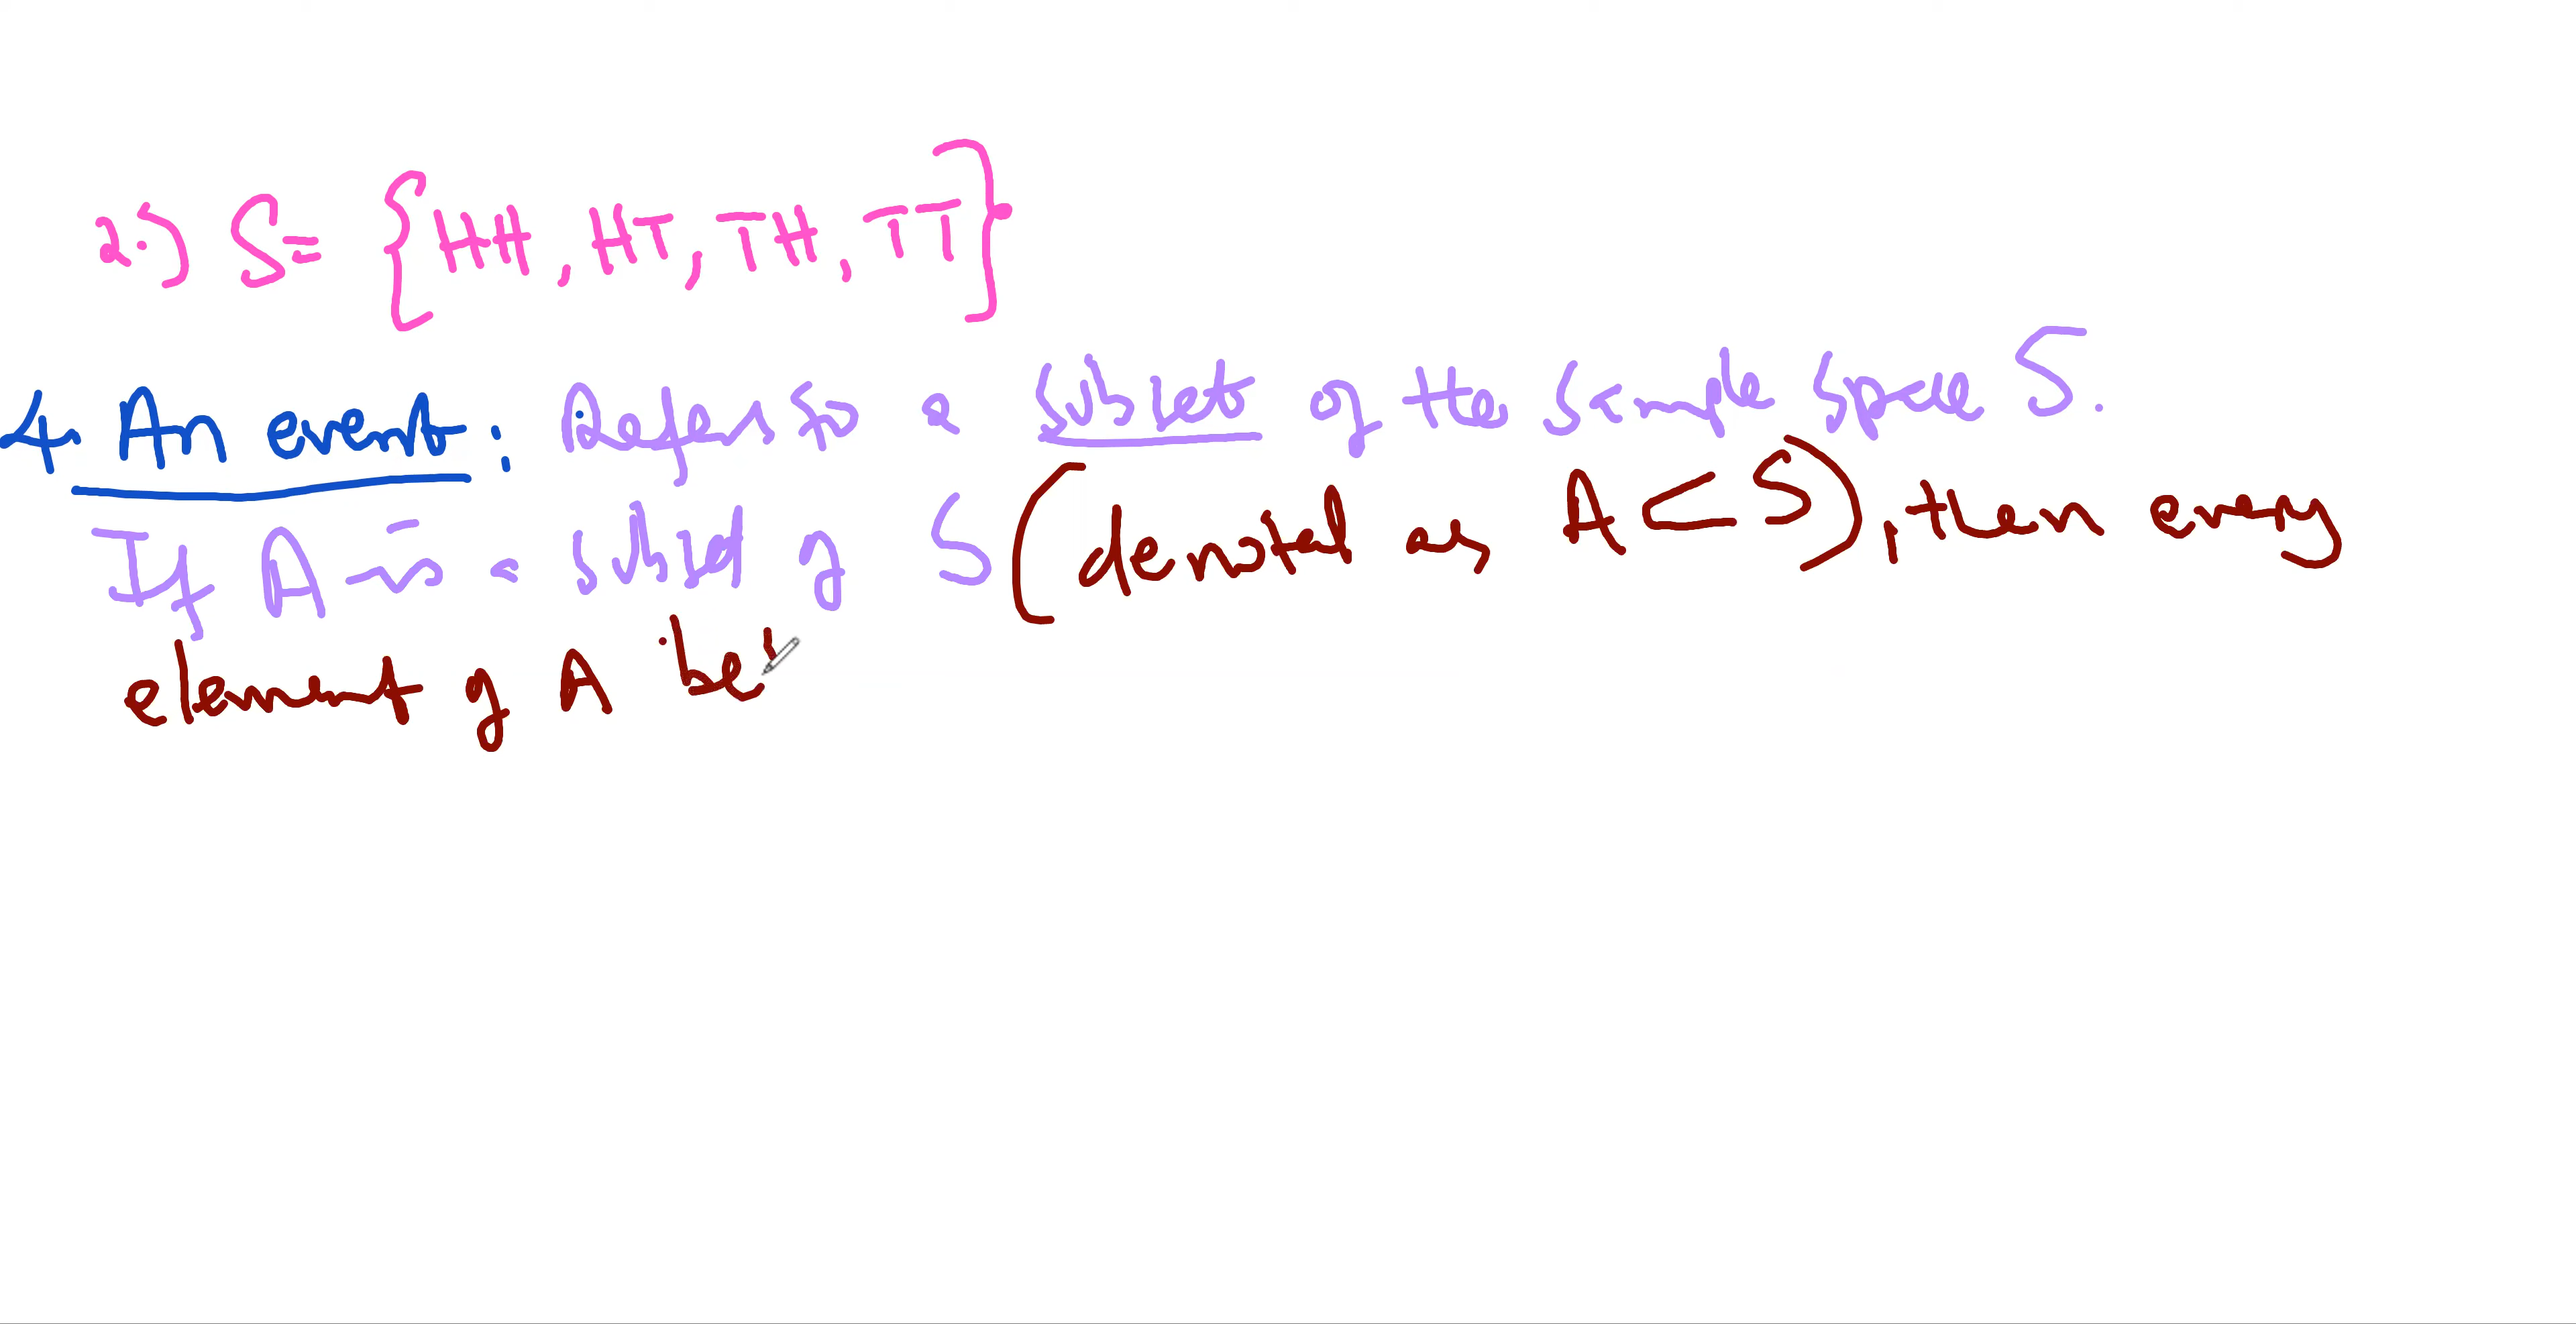 2.) S = {HH, HT, TH, TT}
4. An event: Refers to a subset of the sample space S.
If A is a subset of S (denoted as A ⊂ S), then every
element of A bel